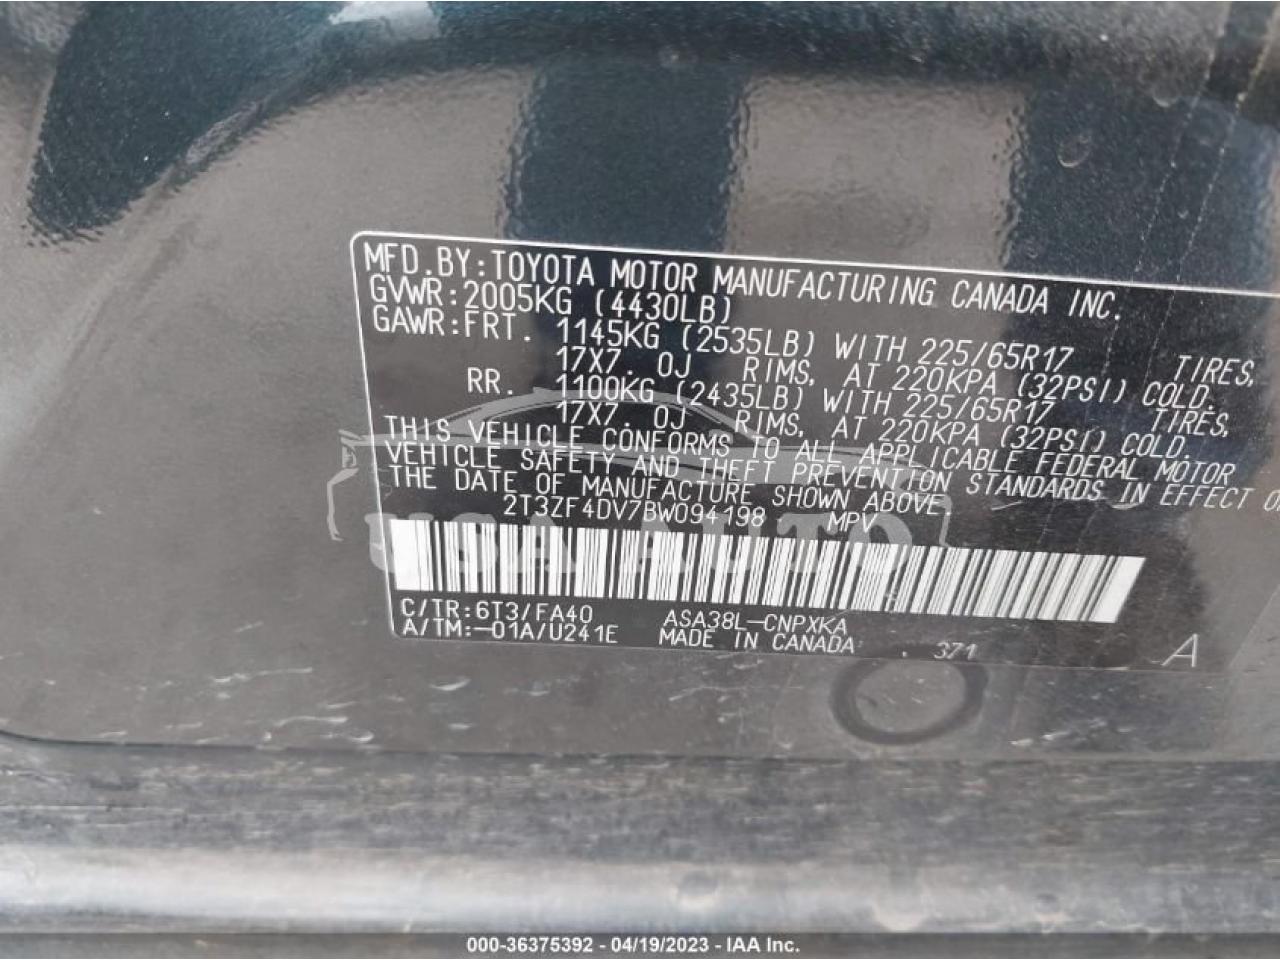 MFD.BY:TOYOTA MOTOR MANUFACTURING CANADA INC.
GVWR:2005KG (4430LB)
GAWR:FRT. 1145KG (2535LB) WITH 225/65R17 TIRES,
17X7.0J RIMS, AT 220KPA (32PSI) COLD.
RR. 1100KG (2435LB) WITH 225/65R17 TIRES,
17X7.0J RIMS, AT 220KPA (32PSI) COLD.
THIS VEHICLE CONFORMS TO ALL APPLICABLE FEDERAL MOTOR
VEHICLE SAFETY AND THEFT PREVENTION STANDARDS IN EFFECT
THE DATE OF MANUFACTURE SHOWN ABOVE.
2T3ZF4DV7BW094198 MPV
USA AUTO
C/TR:6T3/FA40 ASA38L-CNPXKA
A/TM:-01A/U241E MADE IN CANADA 371 A
000-36375392 - 04/19/2023 - IAA Inc.